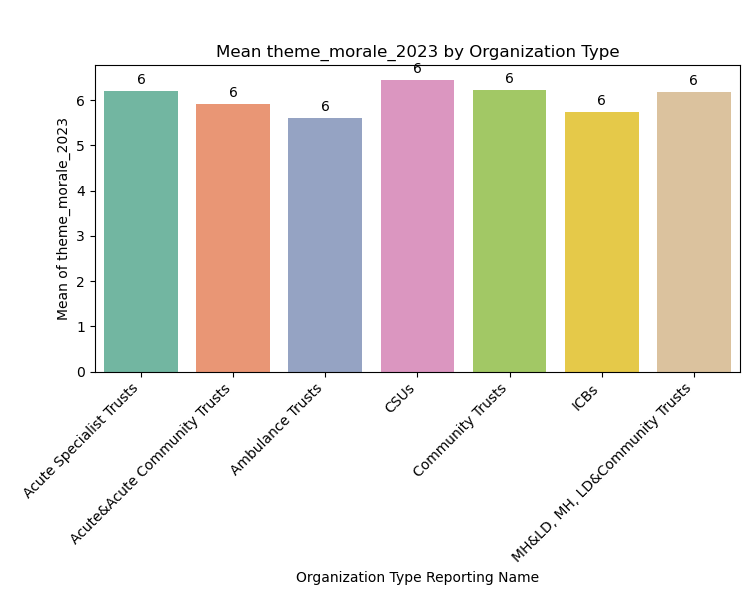 Mean theme_morale_2023 by Organization Type
6
6
6
6
6
6
6
Mean of theme_morale_2023
6
5
4
3
2
1
0
Acute Specialist Trusts
Acute&Acute Community Trusts
Ambulance Trusts
CSUs
Community Trusts
ICBs
MH&LD, MH, LD&Community Trusts
Organization Type Reporting Name